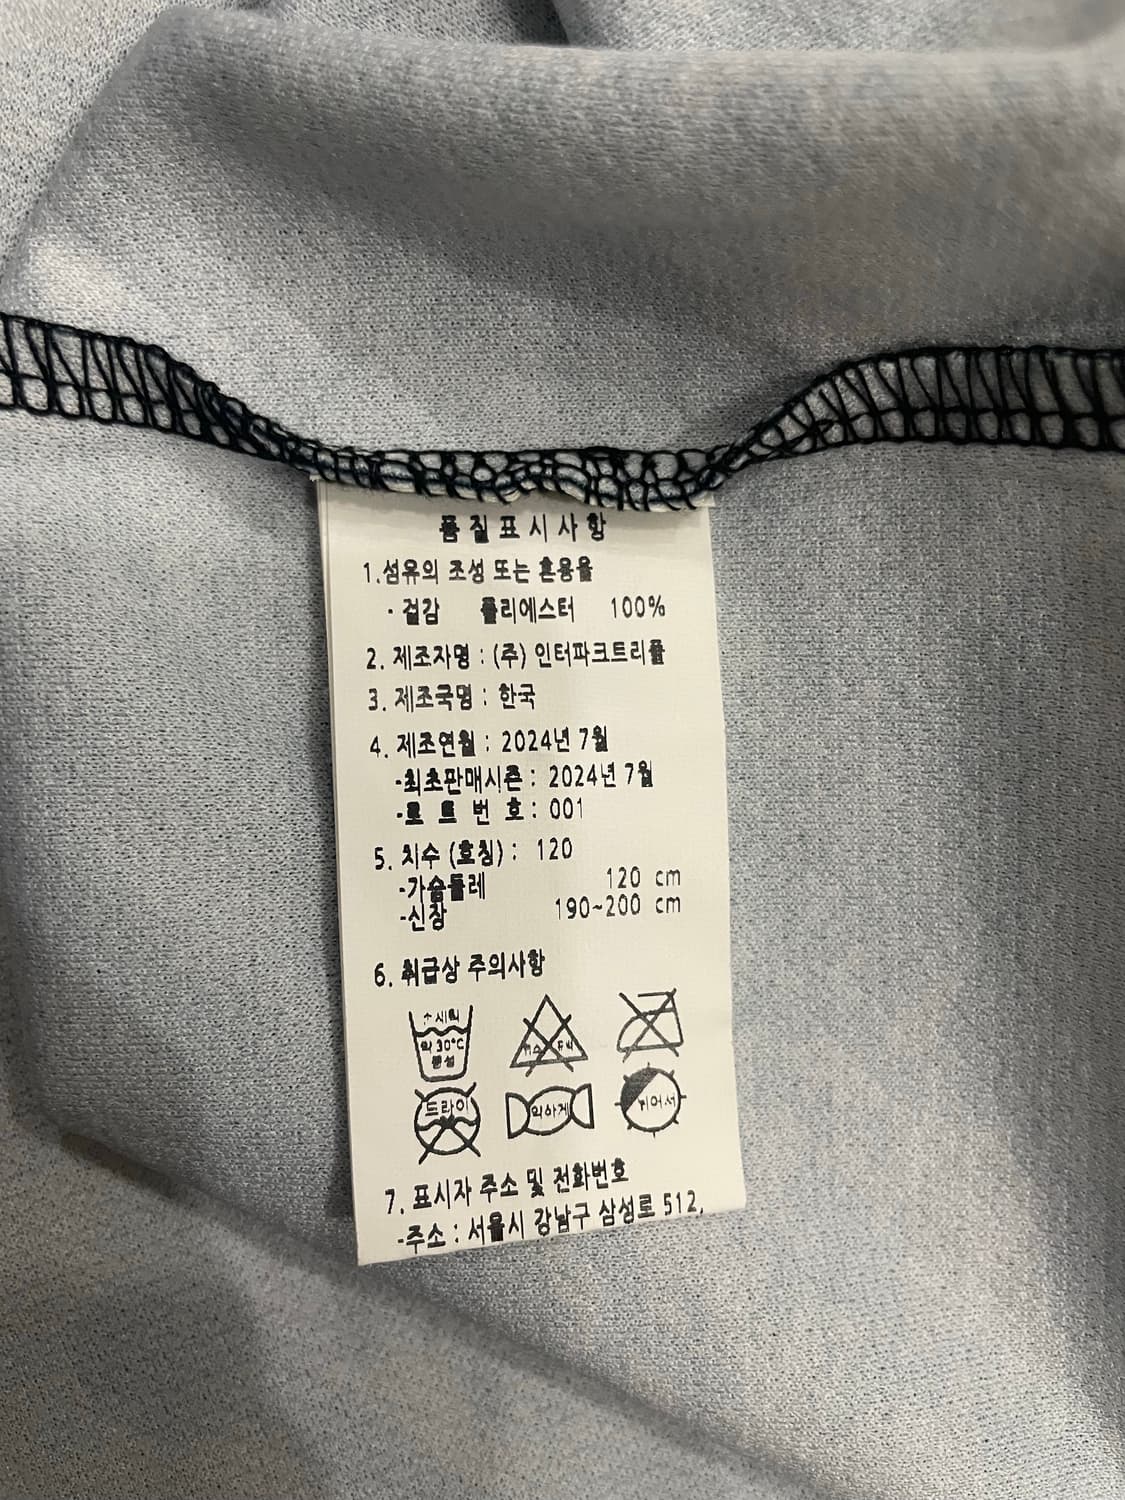 품질표시사항
1.섬유의 조성 또는 혼용율
· 겉감 폴리에스터 100%
2. 제조자명 : (주) 인터파크트리플
3. 제조국명 : 한국
4. 제조연월 : 2024년 7월
-최초판매시즌 : 2024년 7월
-로트번호 : 001
5. 치수 (호칭) : 120
-가슴둘레 120 cm
-신장 190~200 cm
6. 취급상 주의사항
약 30°C
중성
드라이
약하게
뉘어서
7. 표시자 주소 및 전화번호
-주소 : 서울시 강남구 삼성로 512,